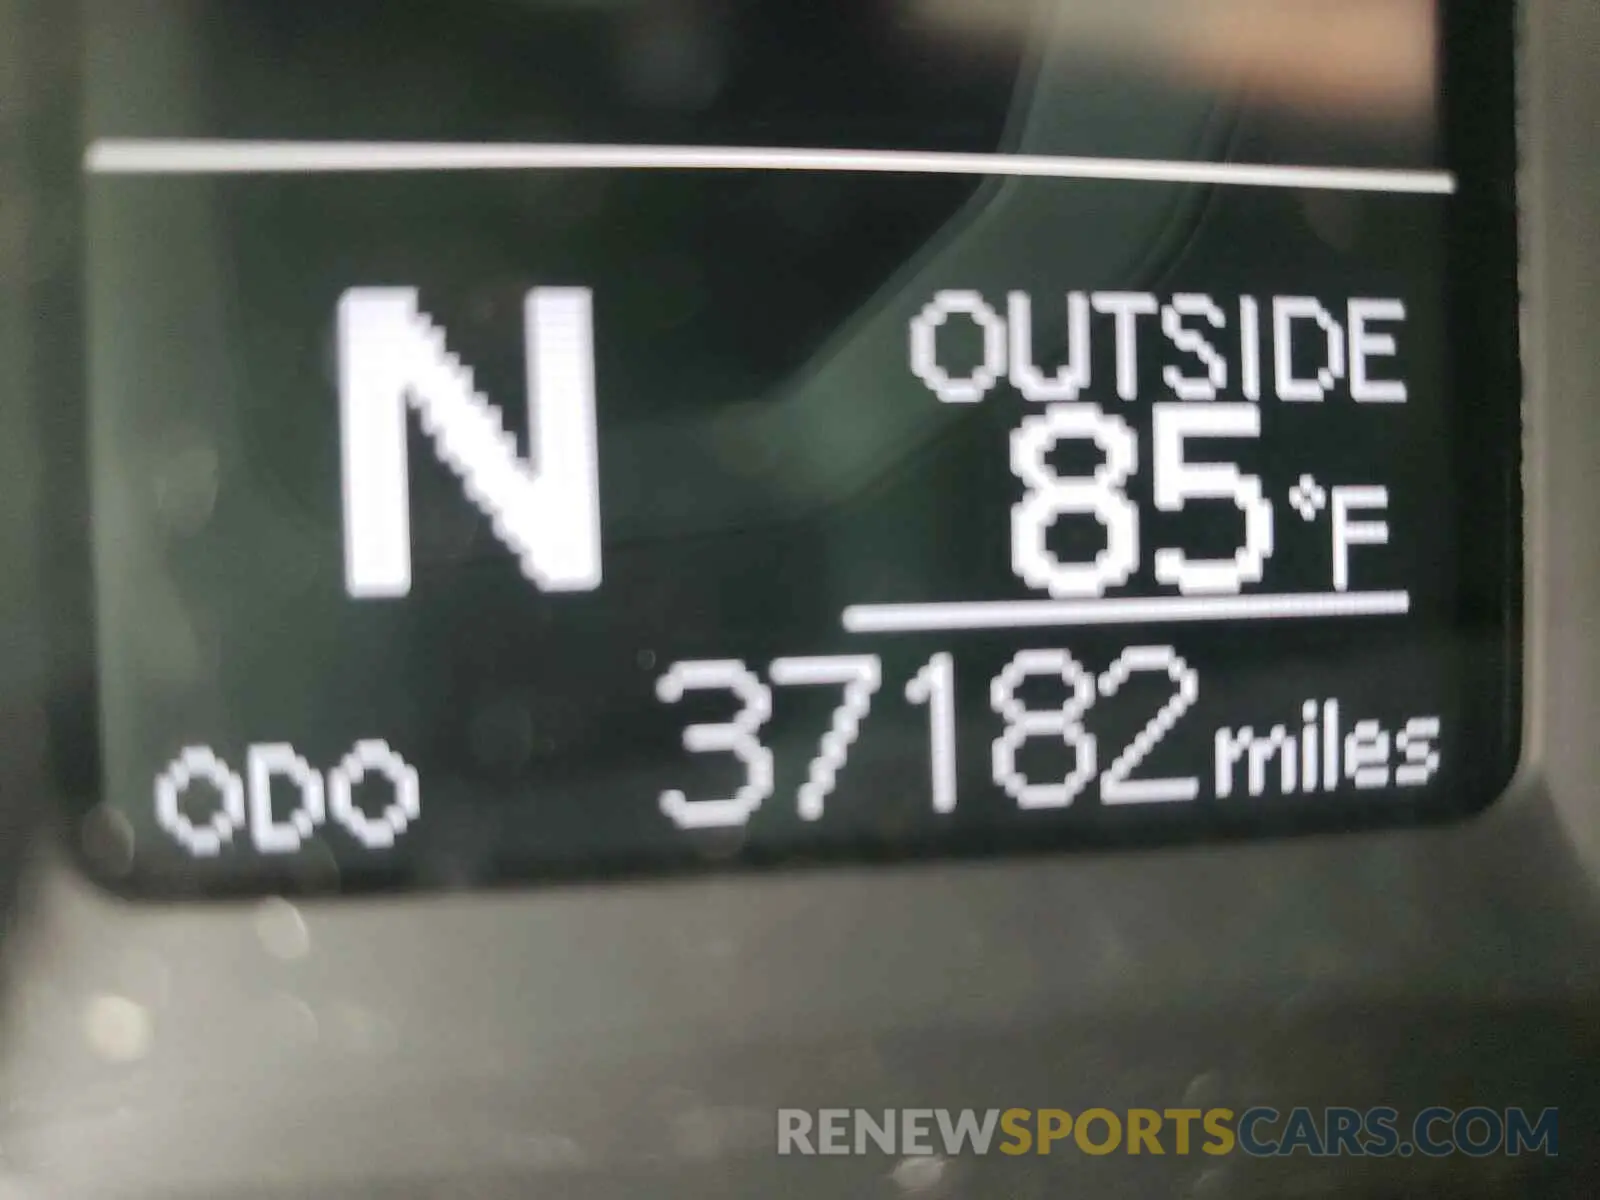 N
OUTSIDE
85°F
ODO 37182 miles
RENEWSPORTSCARS.COM